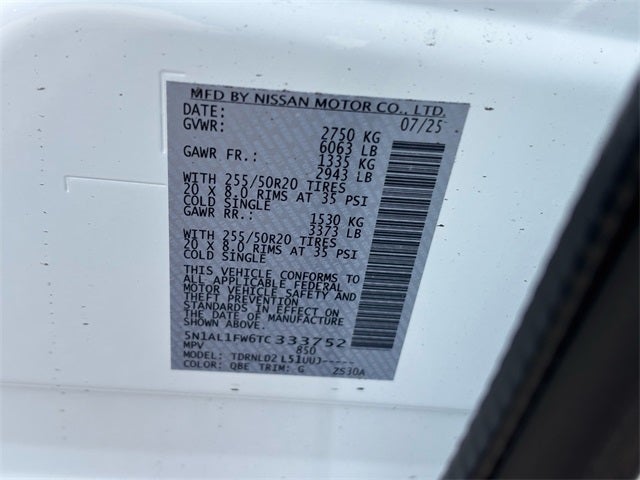 MFD BY NISSAN MOTOR CO., LTD.
DATE: 07/25
GVWR: 2750 KG
6063 LB
GAWR FR.: 1335 KG
2943 LB
WITH 255/50R20 TIRES
20 X 8.0 RIMS AT 35 PSI
COLD SINGLE
GAWR RR.: 1530 KG
3373 LB
WITH 255/50R20 TIRES
20 X 8.0 RIMS AT 35 PSI
COLD SINGLE
THIS VEHICLE CONFORMS TO
ALL APPLICABLE FEDERAL
MOTOR VEHICLE SAFETY AND
THEFT PREVENTION
STANDARDS IN EFFECT ON
THE DATE OF MANUFACTURE
SHOWN ABOVE.
5N1AL1FW6TC333752
MPV 850
MODEL: TDRNLD2 L51UUJ-----
COLOR: QBE TRIM: G 2S30A